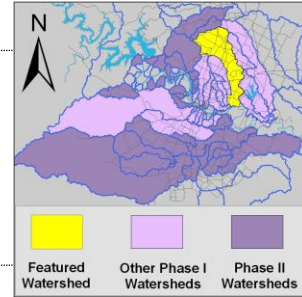 N
Featured
Watershed
Other Phase I
Watersheds
Phase II
Watersheds